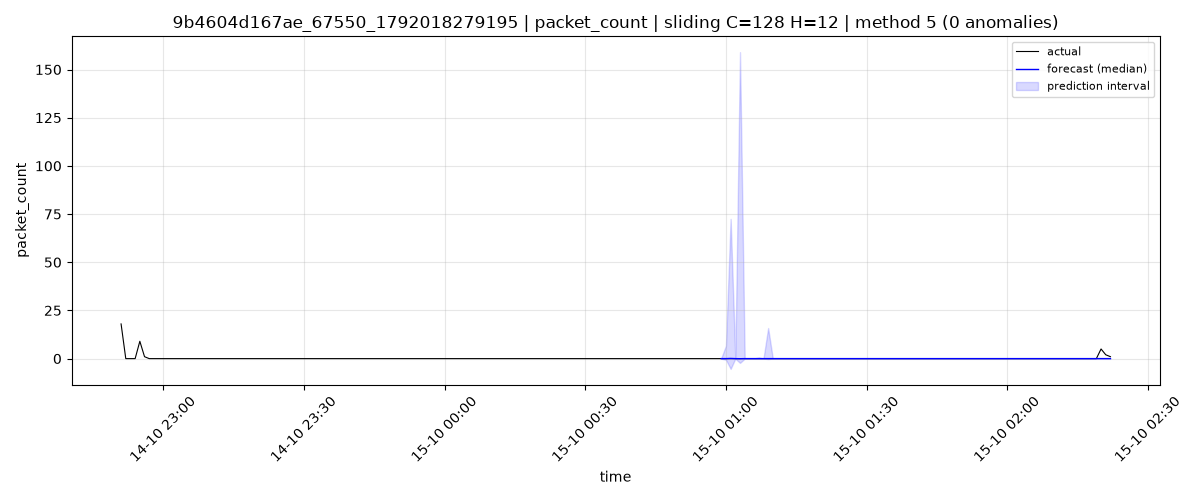 9b4604d167ae_67550_1792018279195 | packet_count | sliding C=128 H=12 | method 5 (0 anomalies)
actual
forecast (median)
prediction interval
packet_count
150
125
100
75
50
25
0
14-10 23:00
14-10 23:30
15-10 00:00
15-10 00:30
15-10 01:00
15-10 01:30
15-10 02:00
15-10 02:30
time